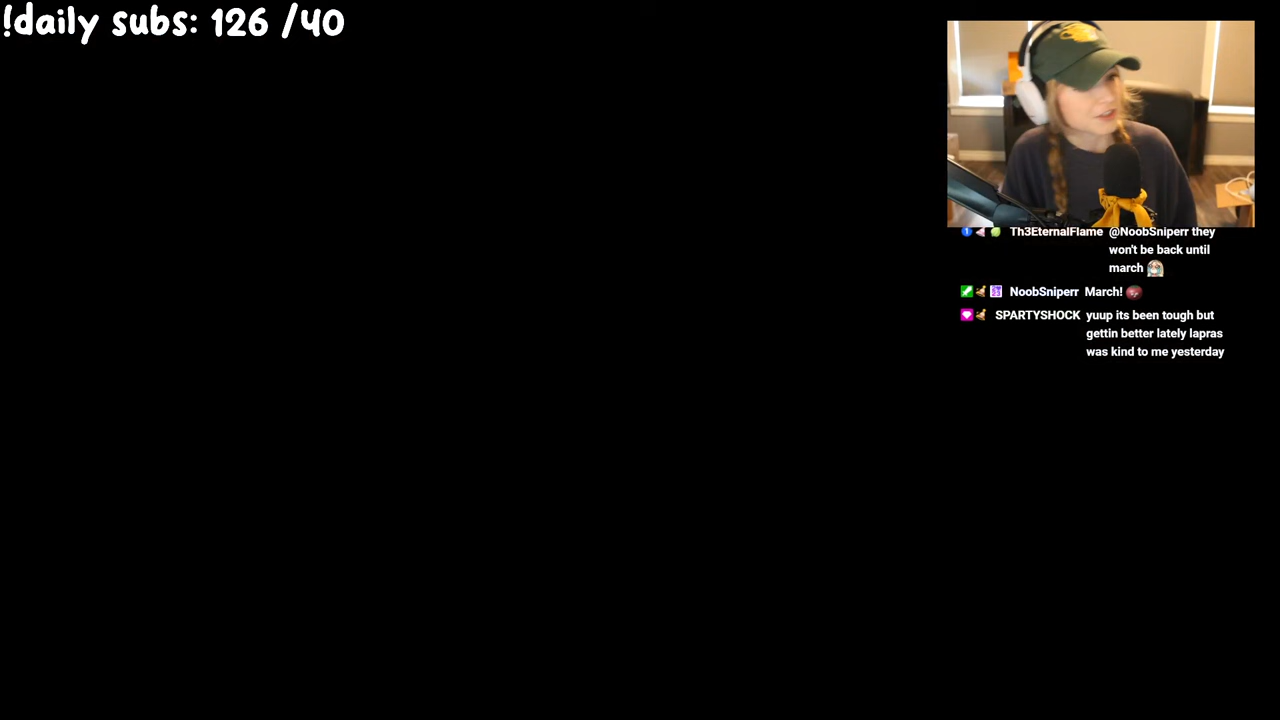 !daily subs: 126 /40
Th3EternalFlame @NoobSniperr they
won't be back until
march
NoobSniperr March!
SPARTYSHOCK yuup its been tough but
gettin better lately lapras
was kind to me yesterday